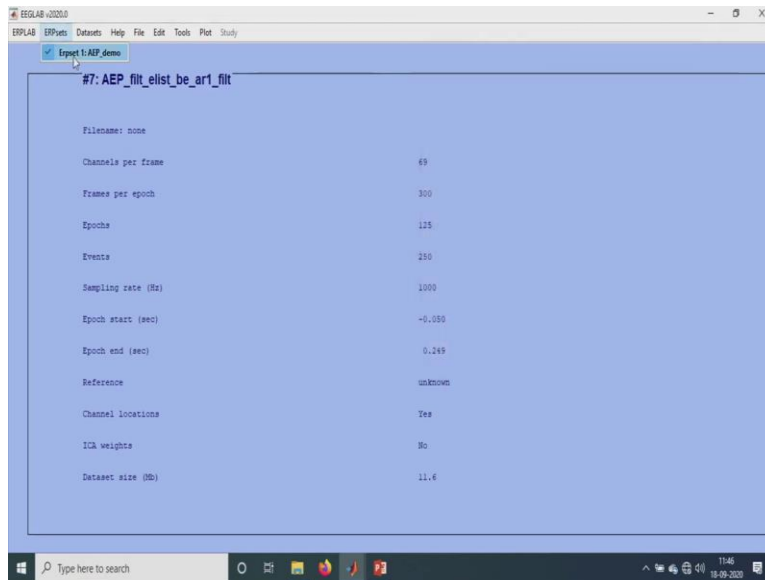 EEGLAB v2020.0
ERPLAB ERPsets Datasets Help File Edit Tools Plot Study
Erpset 1: AEP_demo
#7: AEP_filt_elist_be_ar1_filt
Filename: none
Channels per frame 69
Frames per epoch 300
Epochs 125
Events 250
Sampling rate (Hz) 1000
Epoch start (sec) -0.050
Epoch end (sec) 0.249
Reference unknown
Channel locations Yes
ICA weights No
Dataset size (Mb) 11.6
Type here to search
11:46
18-09-2020